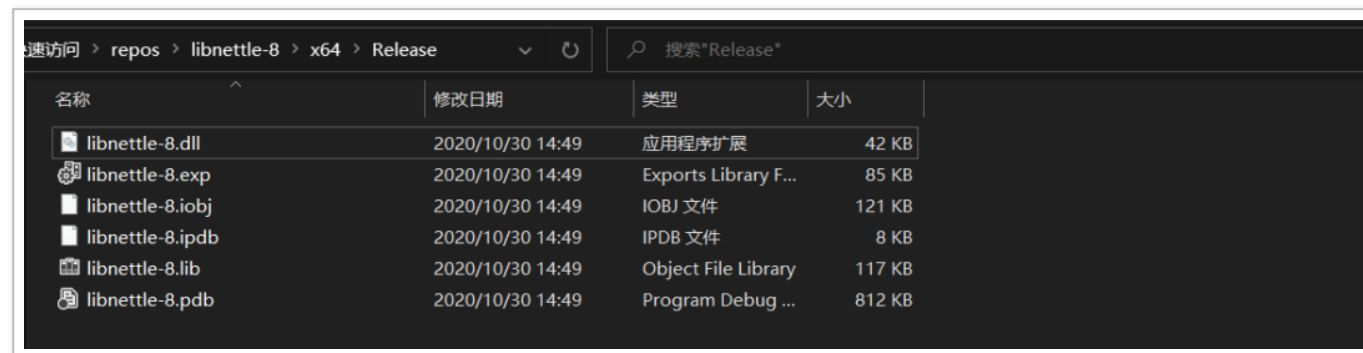 速访问 > repos > libnettle-8 > x64 > Release 搜索"Release"
名称 修改日期 类型 大小
libnettle-8.dll 2020/10/30 14:49 应用程序扩展 42 KB
libnettle-8.exp 2020/10/30 14:49 Exports Library F... 85 KB
libnettle-8.iobj 2020/10/30 14:49 IOBJ 文件 121 KB
libnettle-8.ipdb 2020/10/30 14:49 IPDB 文件 8 KB
libnettle-8.lib 2020/10/30 14:49 Object File Library 117 KB
libnettle-8.pdb 2020/10/30 14:49 Program Debug ... 812 KB